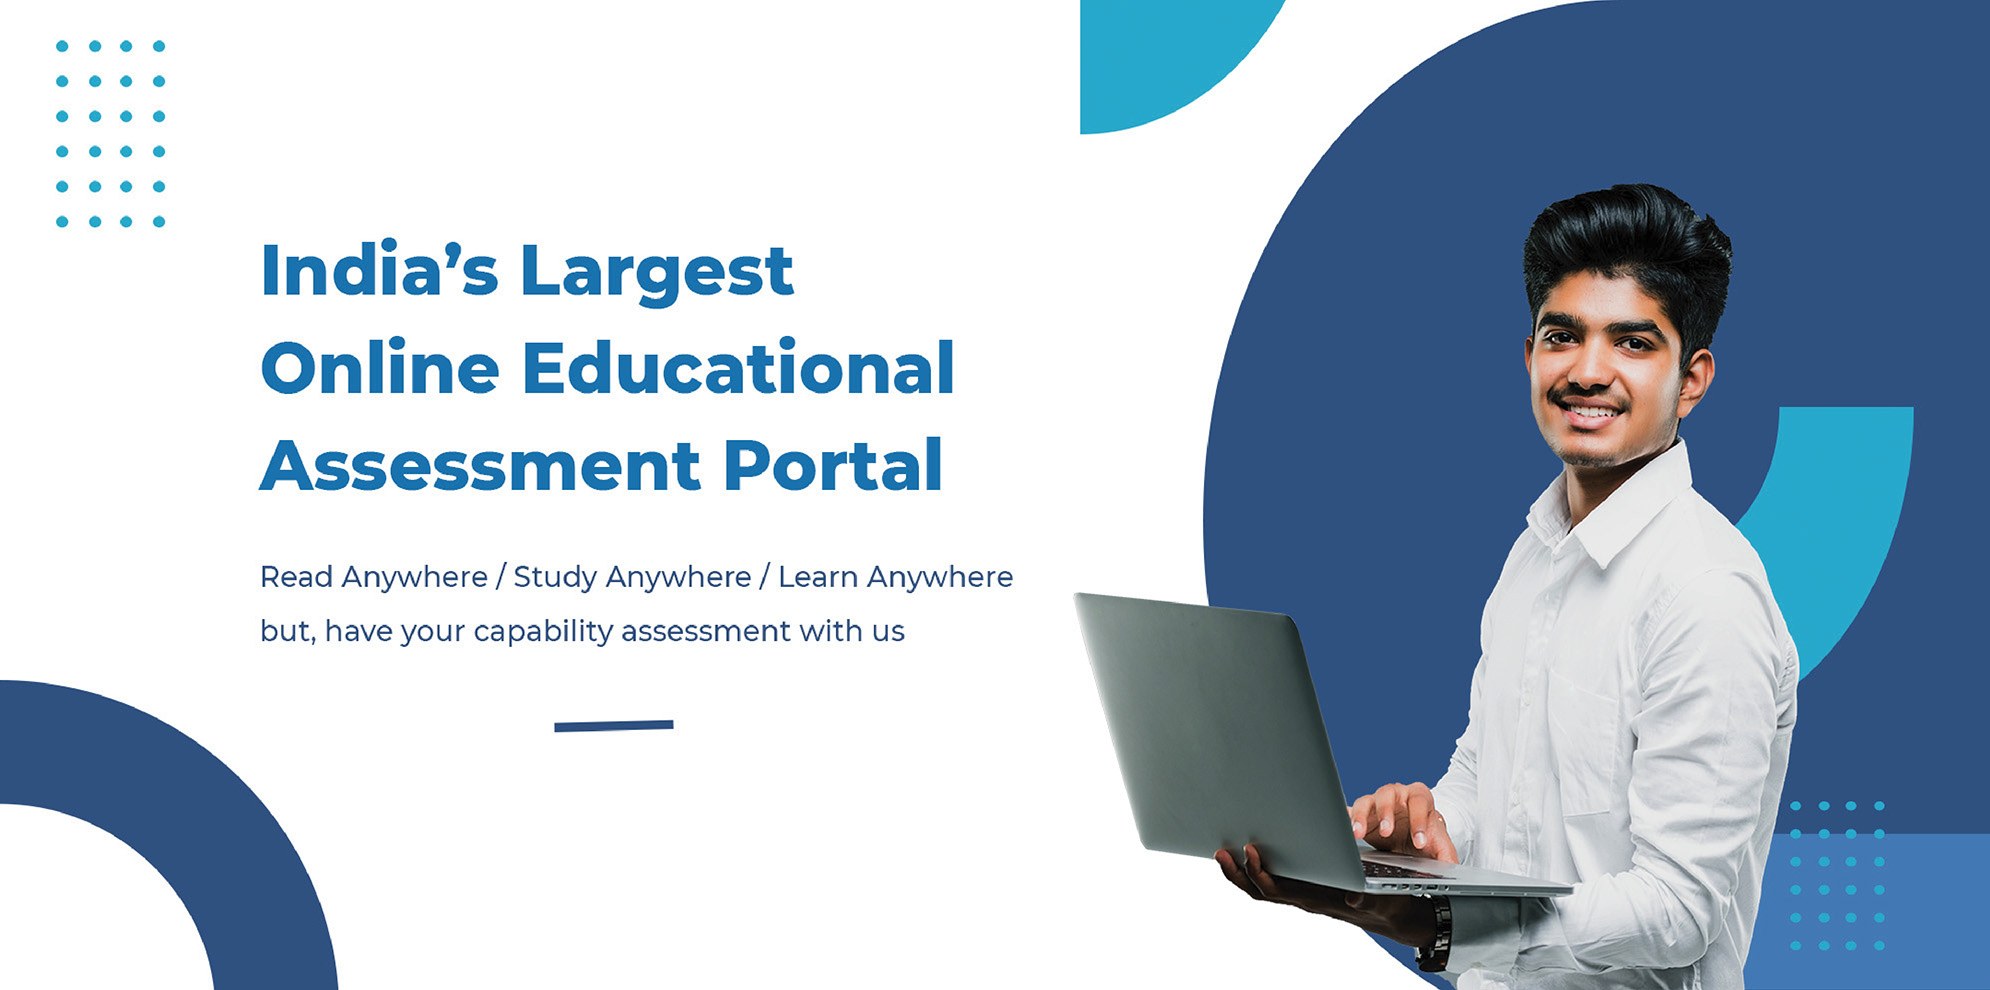 India’s Largest
Online Educational
Assessment Portal
Read Anywhere / Study Anywhere / Learn Anywhere
but, have your capability assessment with us